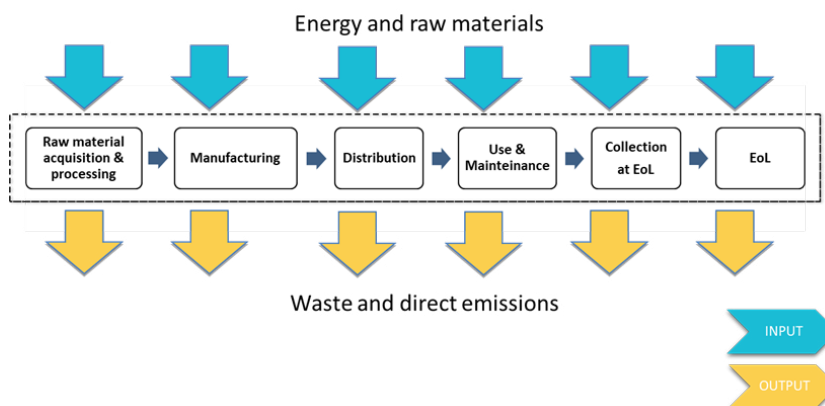 Energy and raw materials
Raw material
acquisition &
processing
Manufacturing
Distribution
Use &
Mainteinance
Collection
at EoL
EoL
Waste and direct emissions
INPUT
OUTPUT